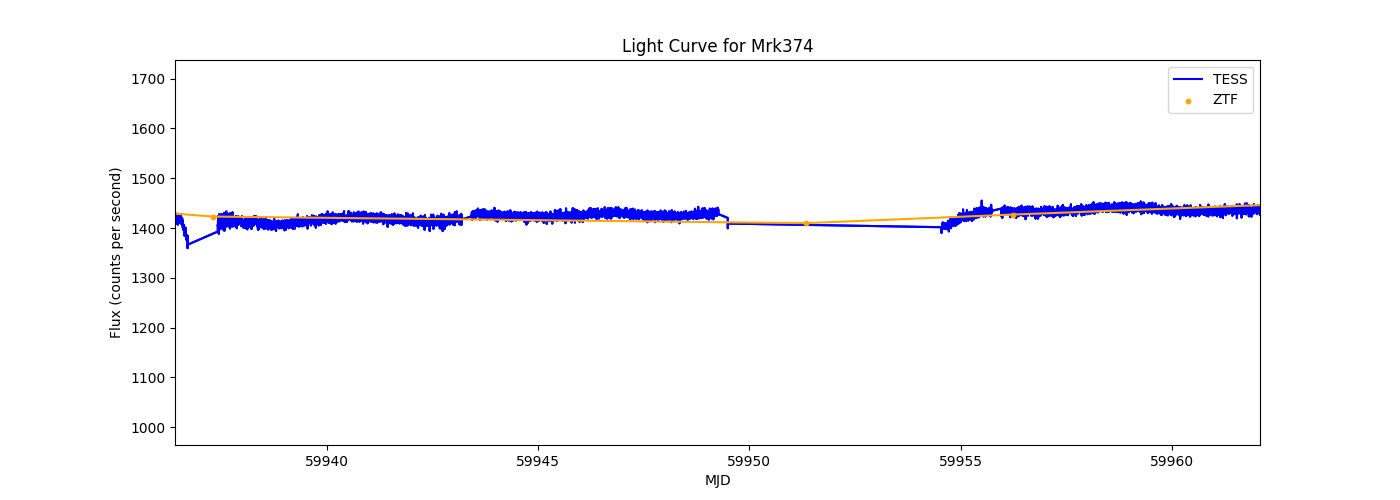 Light Curve for Mrk374
TESS
ZTF
Flux (counts per second)
1700
1600
1500
1400
1300
1200
1100
1000
59940 59945 59950 59955 59960
MJD